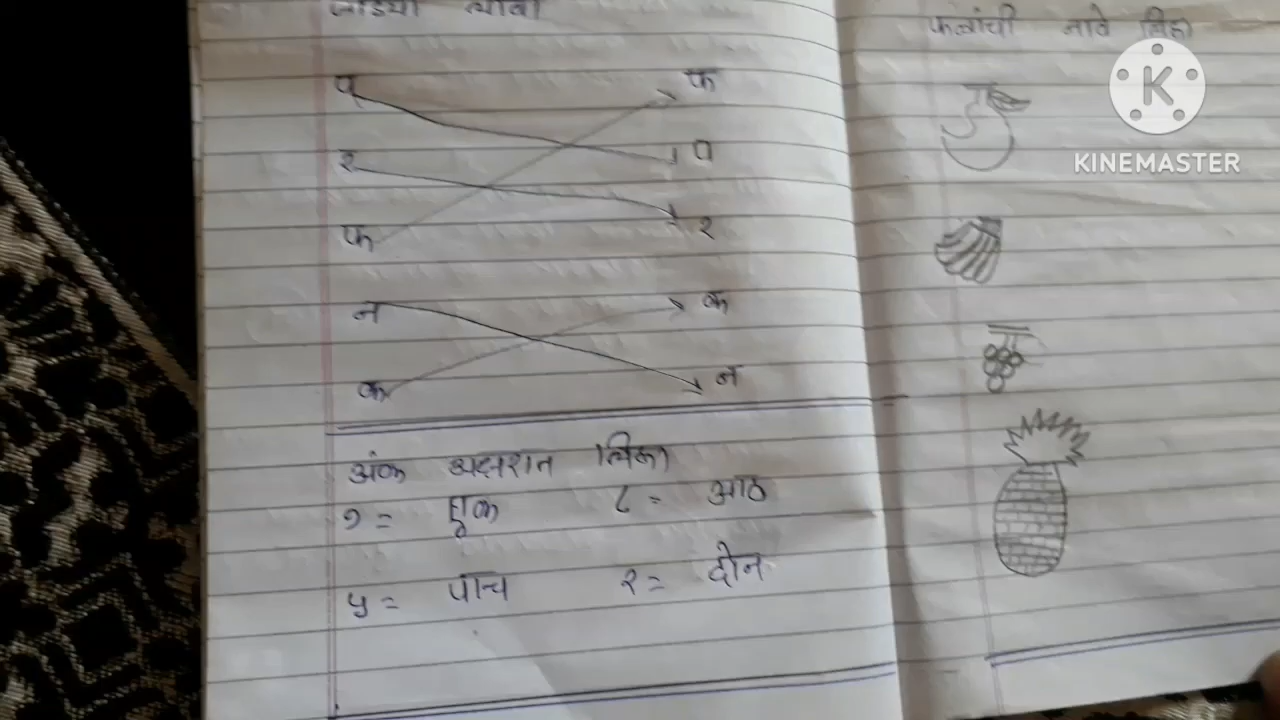 जोड्या लावा
प फ
र प
फ र
न क
क न
अंक अक्षरात लिहा
१ = एक ८ = आठ
५ = पाच २ = दोन
फळांची नावे लिहा
KINEMASTER